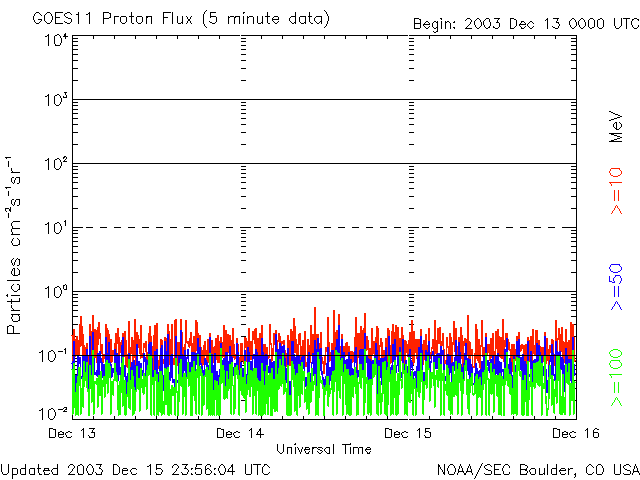 GOES11 Proton Flux (5 minute data)
Begin: 2003 Dec 13 0000 UTC
Particles cm⁻²s⁻¹sr⁻¹
10⁴
10³
10²
10¹
10⁰
10⁻¹
10⁻²
Dec 13
Dec 14
Dec 15
Dec 16
Universal Time
MeV
>=10
>=50
>=100
Updated 2003 Dec 15 23:56:04 UTC
NOAA/SEC Boulder, CO USA